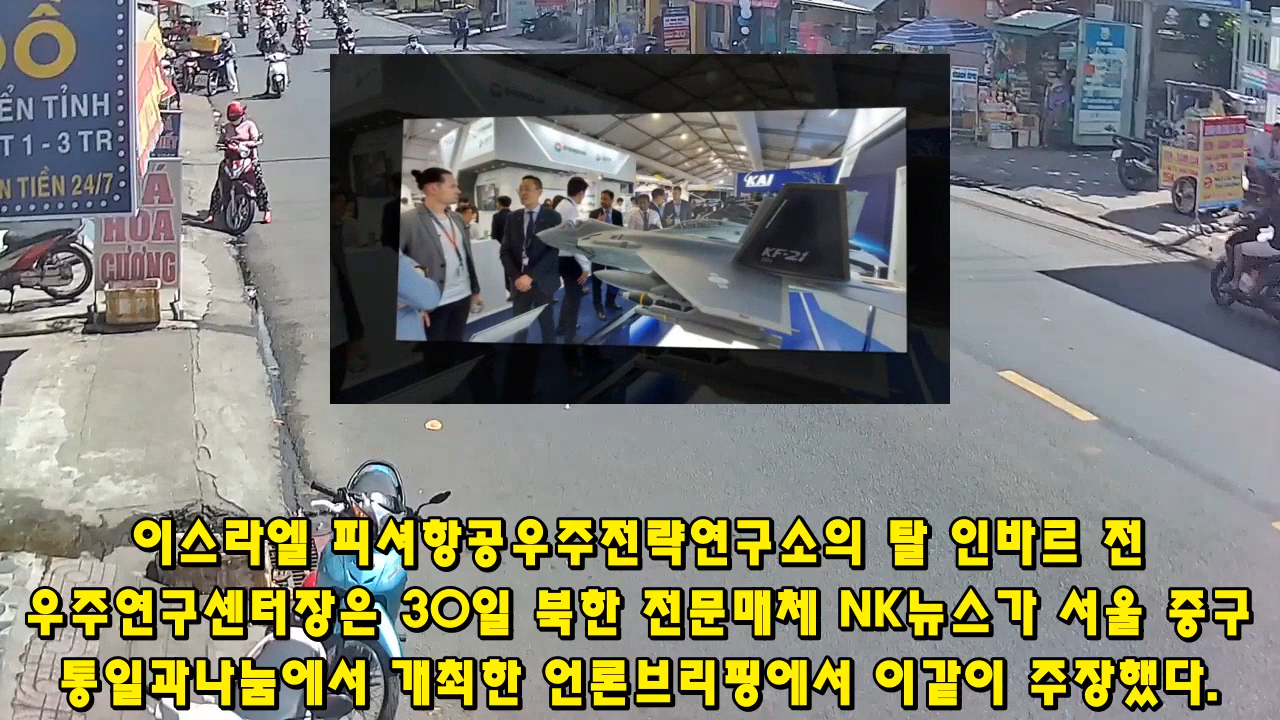 Ô
ỂN TỈNH
T 1 - 3 TR
N TIỀN 24/7
HÒA
CƯỜNG
KAI
KF-21
001
이스라엘 피셔항공우주전략연구소의 탈 인바르 전
우주연구센터장은 30일 북한 전문매체 NK뉴스가 서울 중구
통일과나눔에서 개최한 언론브리핑에서 이같이 주장했다.